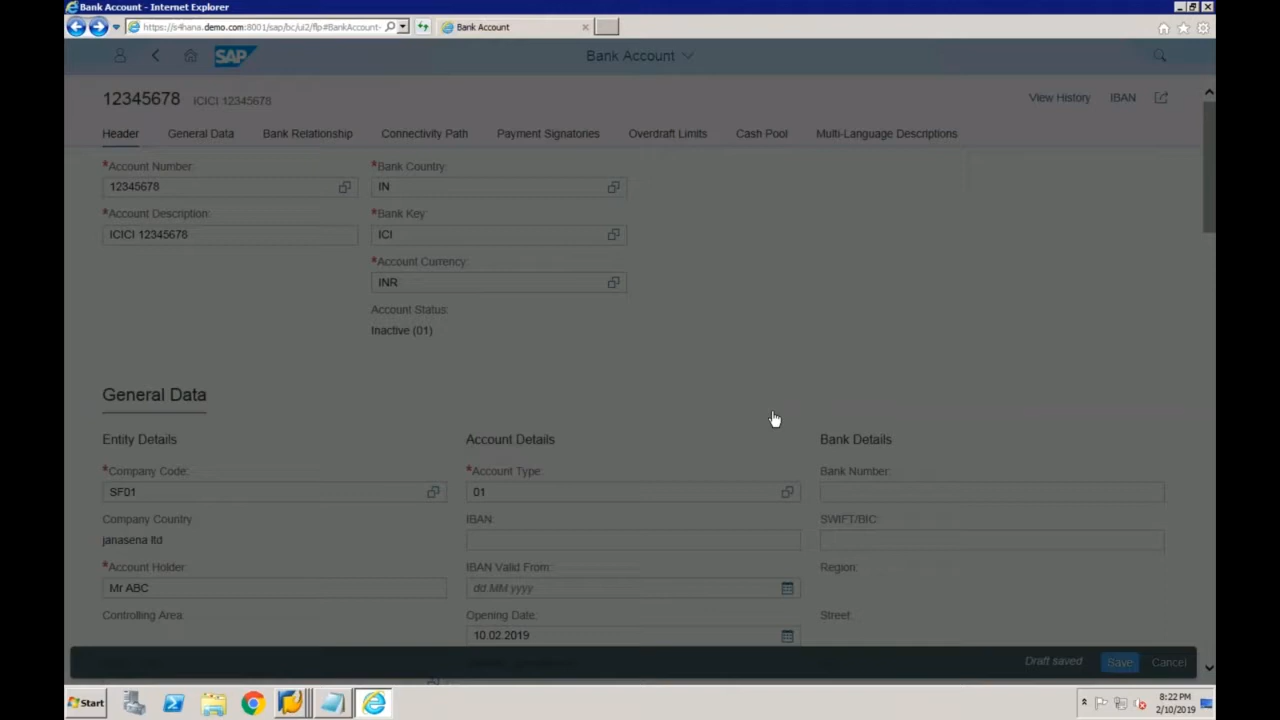 Bank Account - Internet Explorer
https://s4hana.demo.com:8001/sap/bc/ui2/flp#BankAccount-
Bank Account
SAP
Bank Account
12345678 ICICI 12345678
View History IBAN
Header General Data Bank Relationship Connectivity Path Payment Signatories Overdraft Limits Cash Pool Multi-Language Descriptions
*Account Number: *Bank Country:
12345678 IN
*Account Description: *Bank Key:
ICICI 12345678 ICI
*Account Currency:
INR
Account Status:
Inactive (01)
General Data
Entity Details Account Details Bank Details
*Company Code: *Account Type: Bank Number:
SF01 01
Company Country IBAN: SWIFT/BIC:
janasena ltd
*Account Holder: IBAN Valid From: Region:
Mr ABC dd.MM yyyy
Controlling Area: Opening Date: Street:
10.02.2019
Draft saved Save Cancel
Start
8:22 PM
2/10/2019